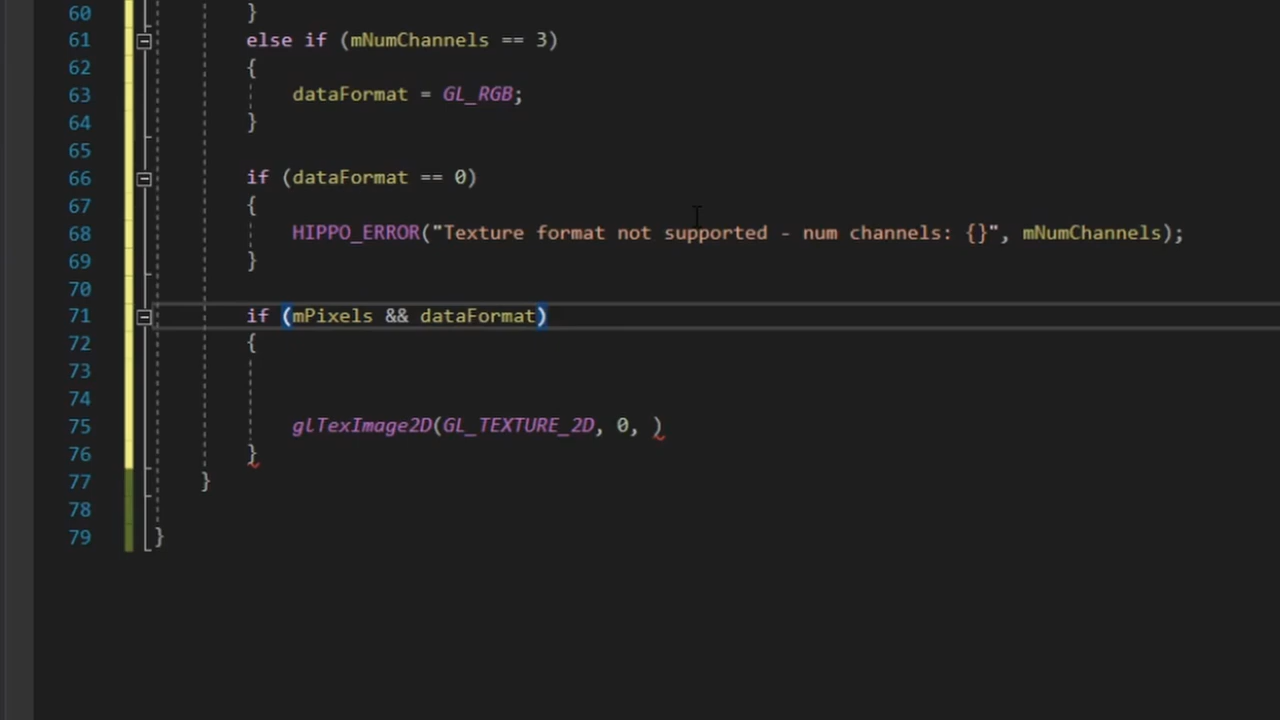 60 }
61 else if (mNumChannels == 3)
62 {
63 dataFormat = GL_RGB;
64 }
65
66 if (dataFormat == 0)
67 {
68 HIPPO_ERROR("Texture format not supported - num channels: {}", mNumChannels);
69 }
70
71 if (mPixels && dataFormat)
72 {
73
74
75 glTexImage2D(GL_TEXTURE_2D, 0, )
76 }
77 }
78
79 }